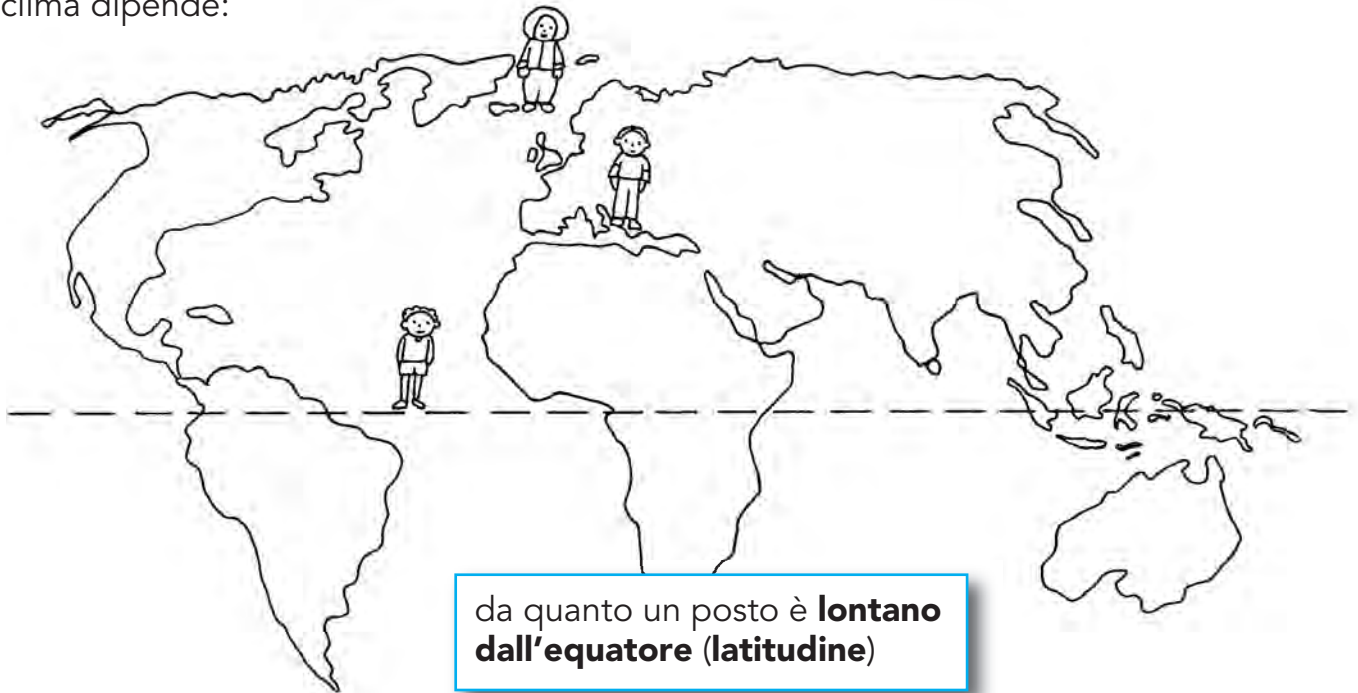 clima dipende:
da quanto un posto è lontano
dall'equatore (latitudine)